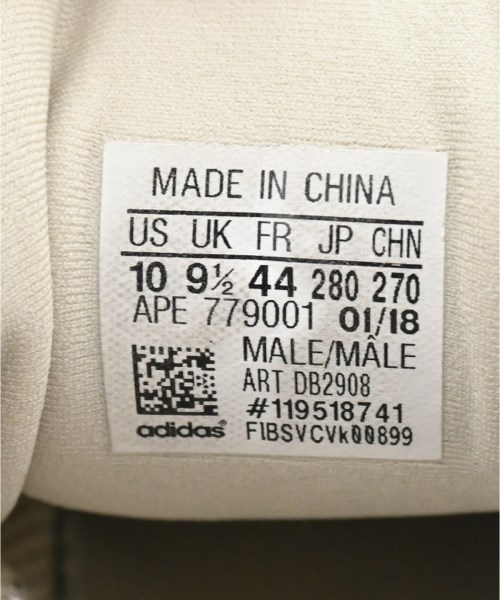 MADE IN CHINA
US UK FR JP CHN
10 9½ 44 280 270
APE 779001 01/18
MALE/MÂLE
ART DB2908
#119518741
adidas® FIBSVCVk00899